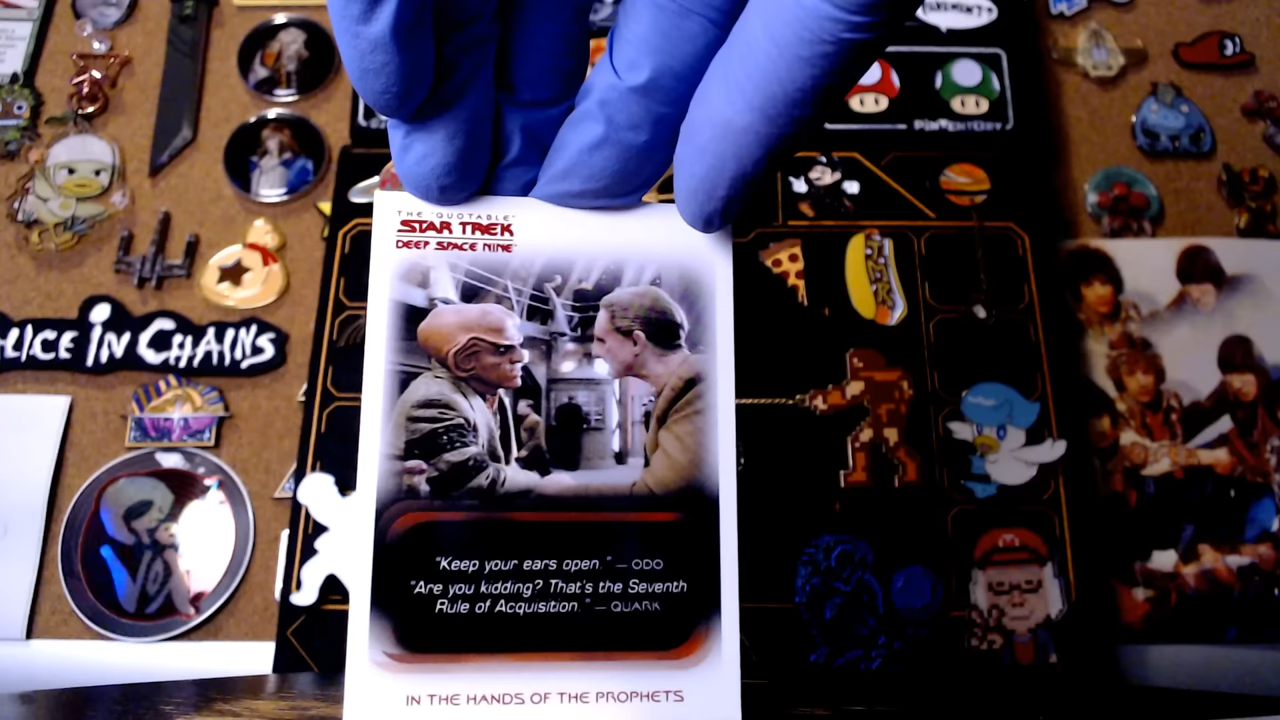 PINVENTORY
THE "QUOTABLE"
STAR TREK
DEEP SPACE NINE
ALICE IN CHAINS
"Keep your ears open." — ODO
"Are you kidding? That's the Seventh
Rule of Acquisition." — QUARK
IN THE HANDS OF THE PROPHETS